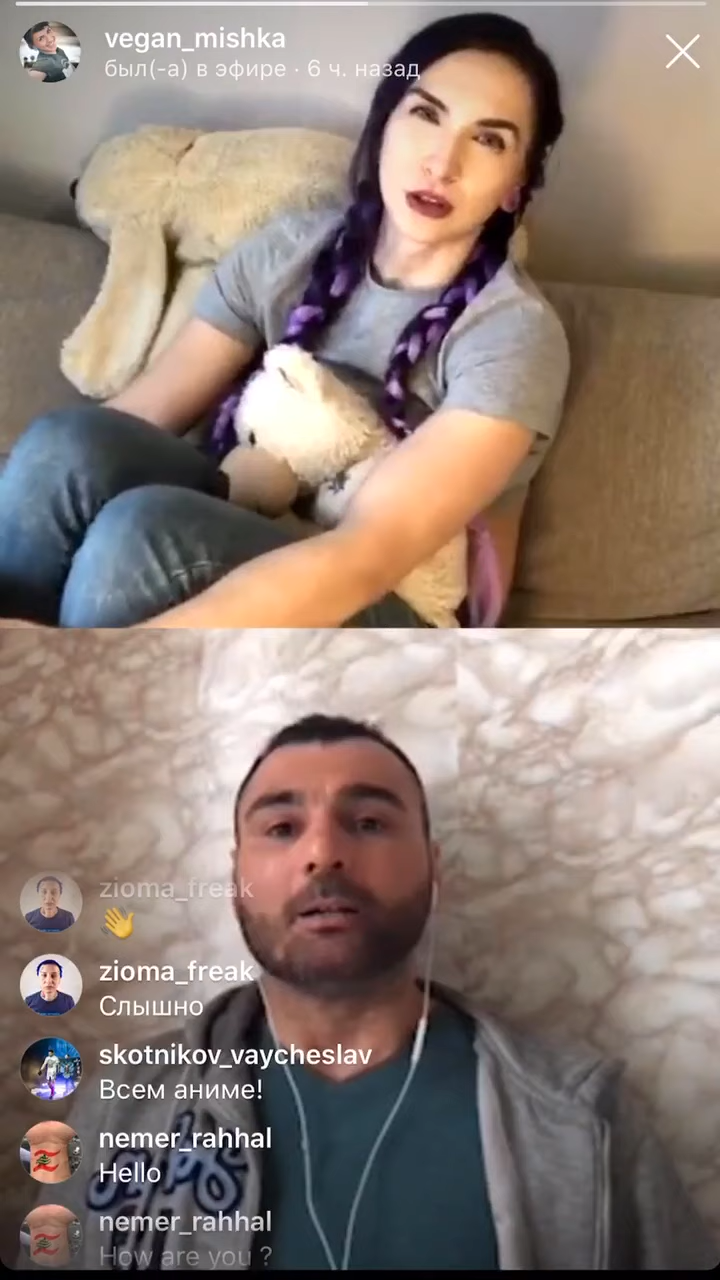 vegan_mishka
был(-а) в эфире · 6 ч. назад
zioma_freak
👋
zioma_freak
Слышно
skotnikov_vaycheslav
Всем аниме!
nemer_rahhal
Hello
nemer_rahhal
How are you ?